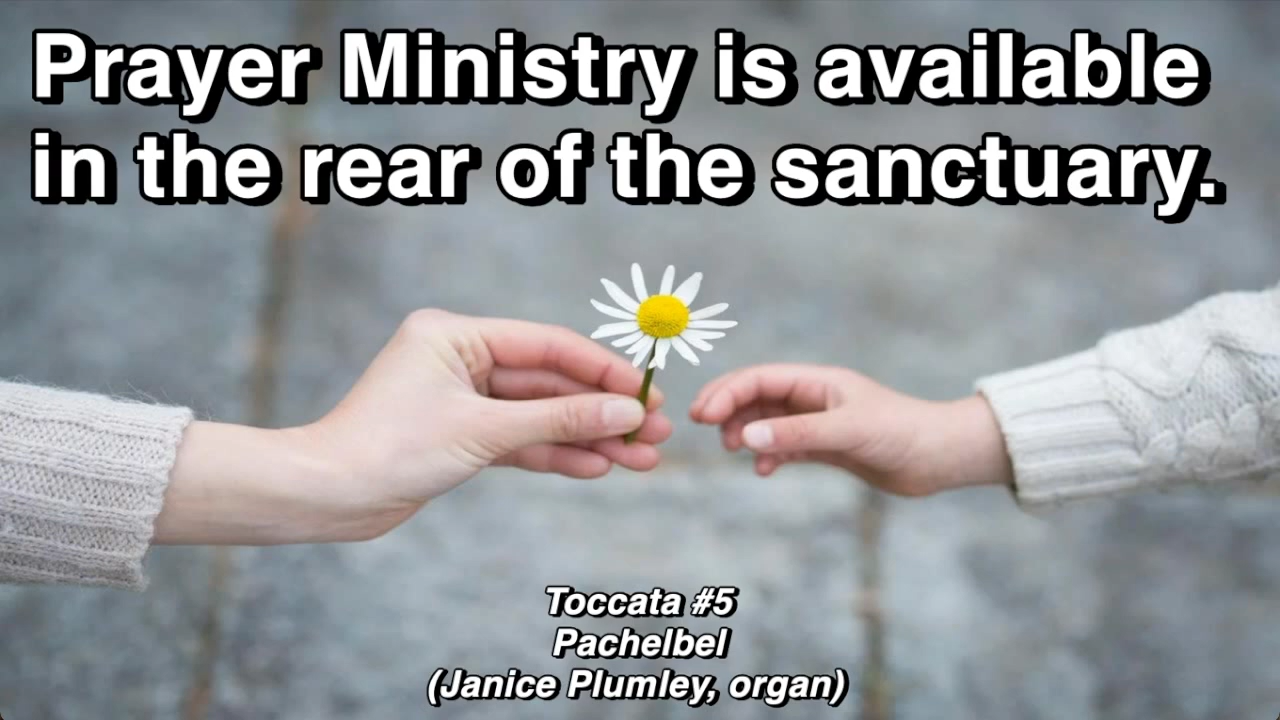 Prayer Ministry is available
in the rear of the sanctuary.
Toccata #5
Pachelbel
(Janice Plumley, organ)